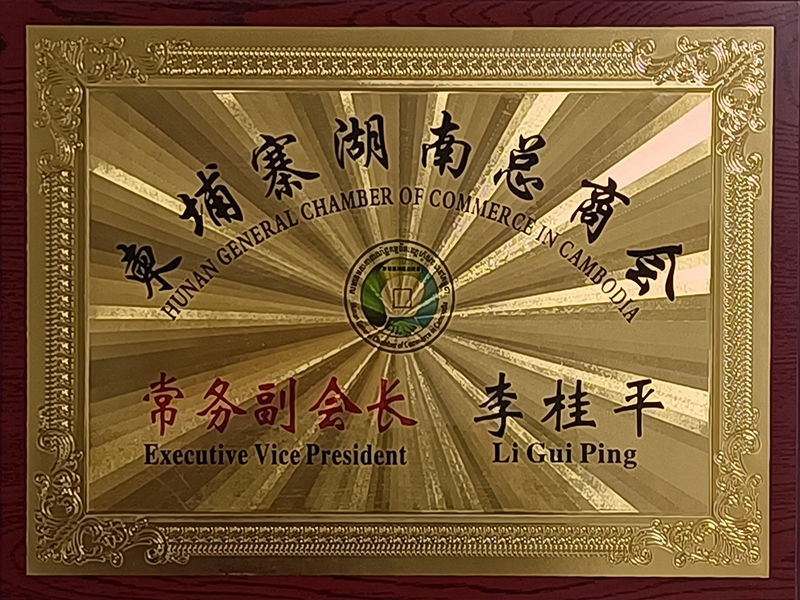 柬埔寨湖南总商会
HUNAN GENERAL CHAMBER OF COMMERCE IN CAMBODIA
常务副会长 李桂平
Executive Vice President Li Gui Ping